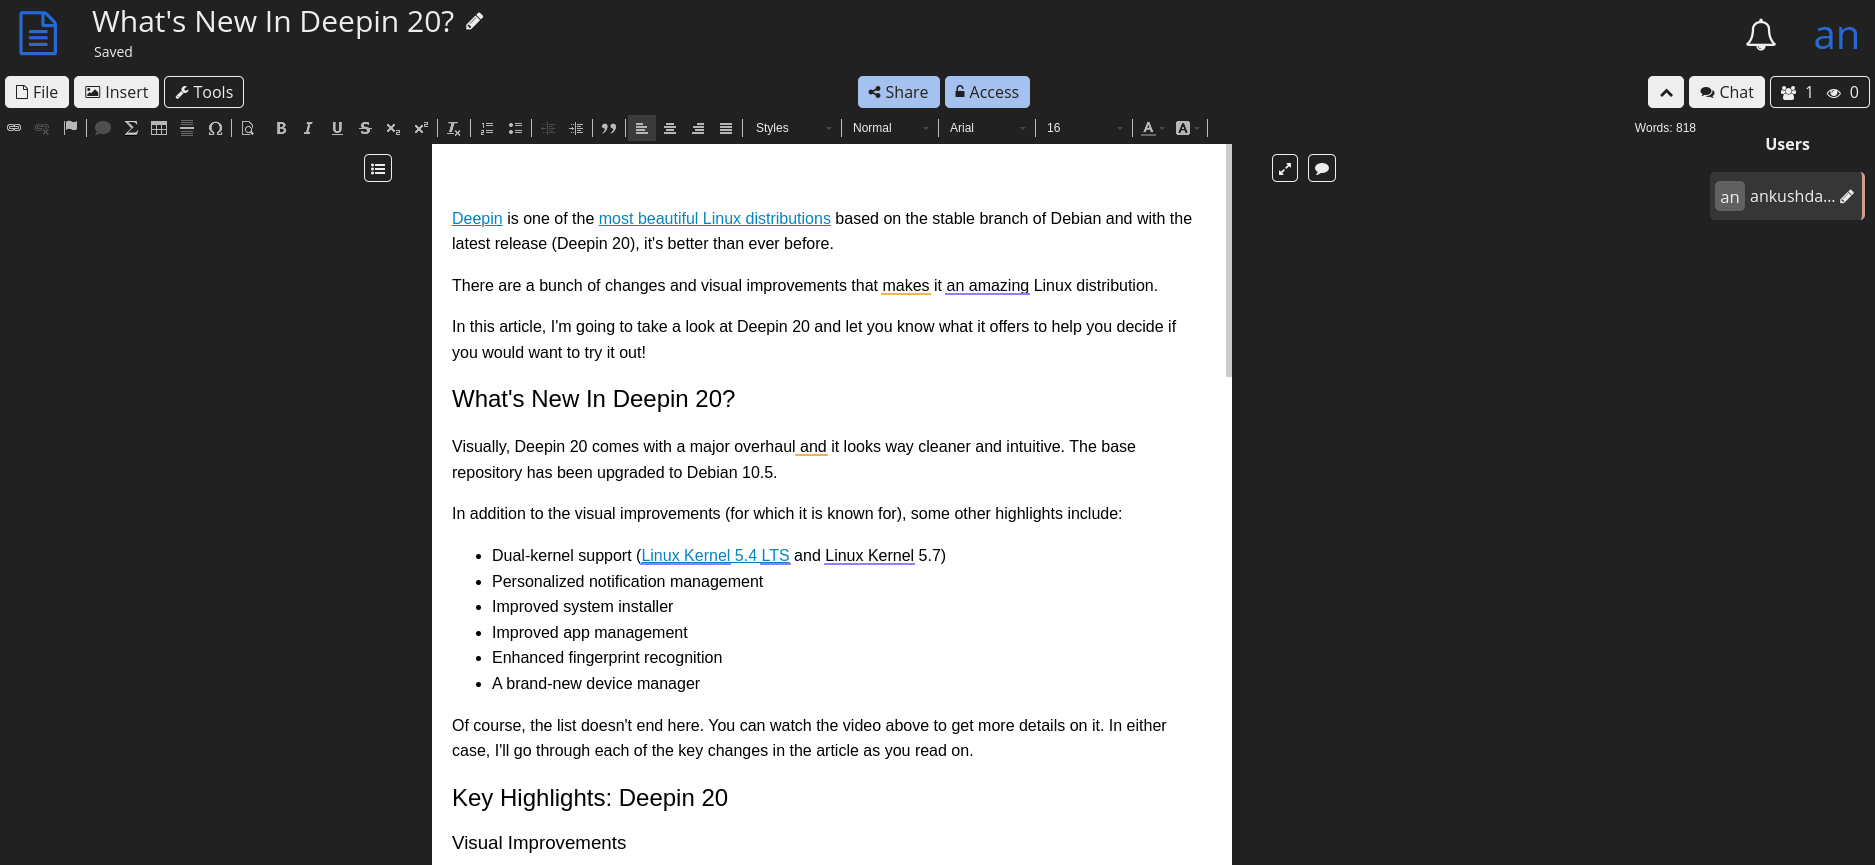 What's New In Deepin 20?
Saved
an
File Insert Tools
Share Access
Chat 1 0
Styles Normal Arial 16
Words: 818
Users
an ankushda...
Deepin is one of the most beautiful Linux distributions based on the stable branch of Debian and with the
latest release (Deepin 20), it's better than ever before.
There are a bunch of changes and visual improvements that makes it an amazing Linux distribution.
In this article, I'm going to take a look at Deepin 20 and let you know what it offers to help you decide if
you would want to try it out!
What's New In Deepin 20?
Visually, Deepin 20 comes with a major overhaul and it looks way cleaner and intuitive. The base
repository has been upgraded to Debian 10.5.
In addition to the visual improvements (for which it is known for), some other highlights include:
• Dual-kernel support (Linux Kernel 5.4 LTS and Linux Kernel 5.7)
• Personalized notification management
• Improved system installer
• Improved app management
• Enhanced fingerprint recognition
• A brand-new device manager
Of course, the list doesn't end here. You can watch the video above to get more details on it. In either
case, I'll go through each of the key changes in the article as you read on.
Key Highlights: Deepin 20
Visual Improvements